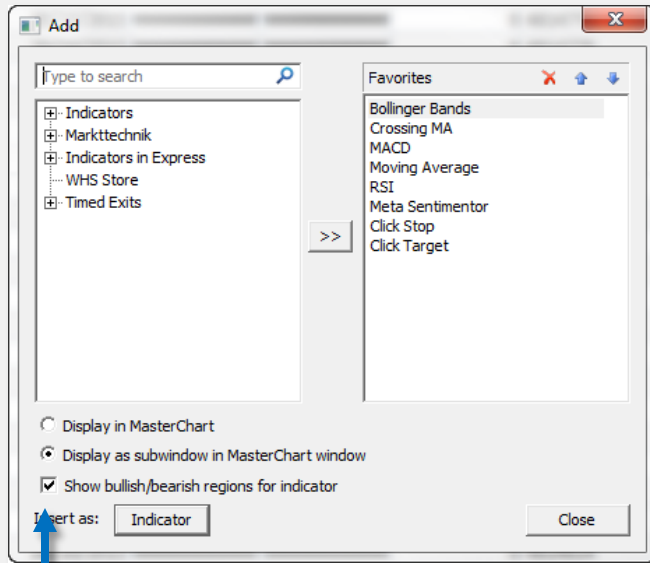 Add
Type to search
Indicators
Markttechnik
Indicators in Express
WHS Store
Timed Exits
>>
Favorites
Bollinger Bands
Crossing MA
MACD
Moving Average
RSI
Meta Sentimentor
Click Stop
Click Target
Display in MasterChart
Display as subwindow in MasterChart window
Show bullish/bearish regions for indicator
Insert as: Indicator
Close